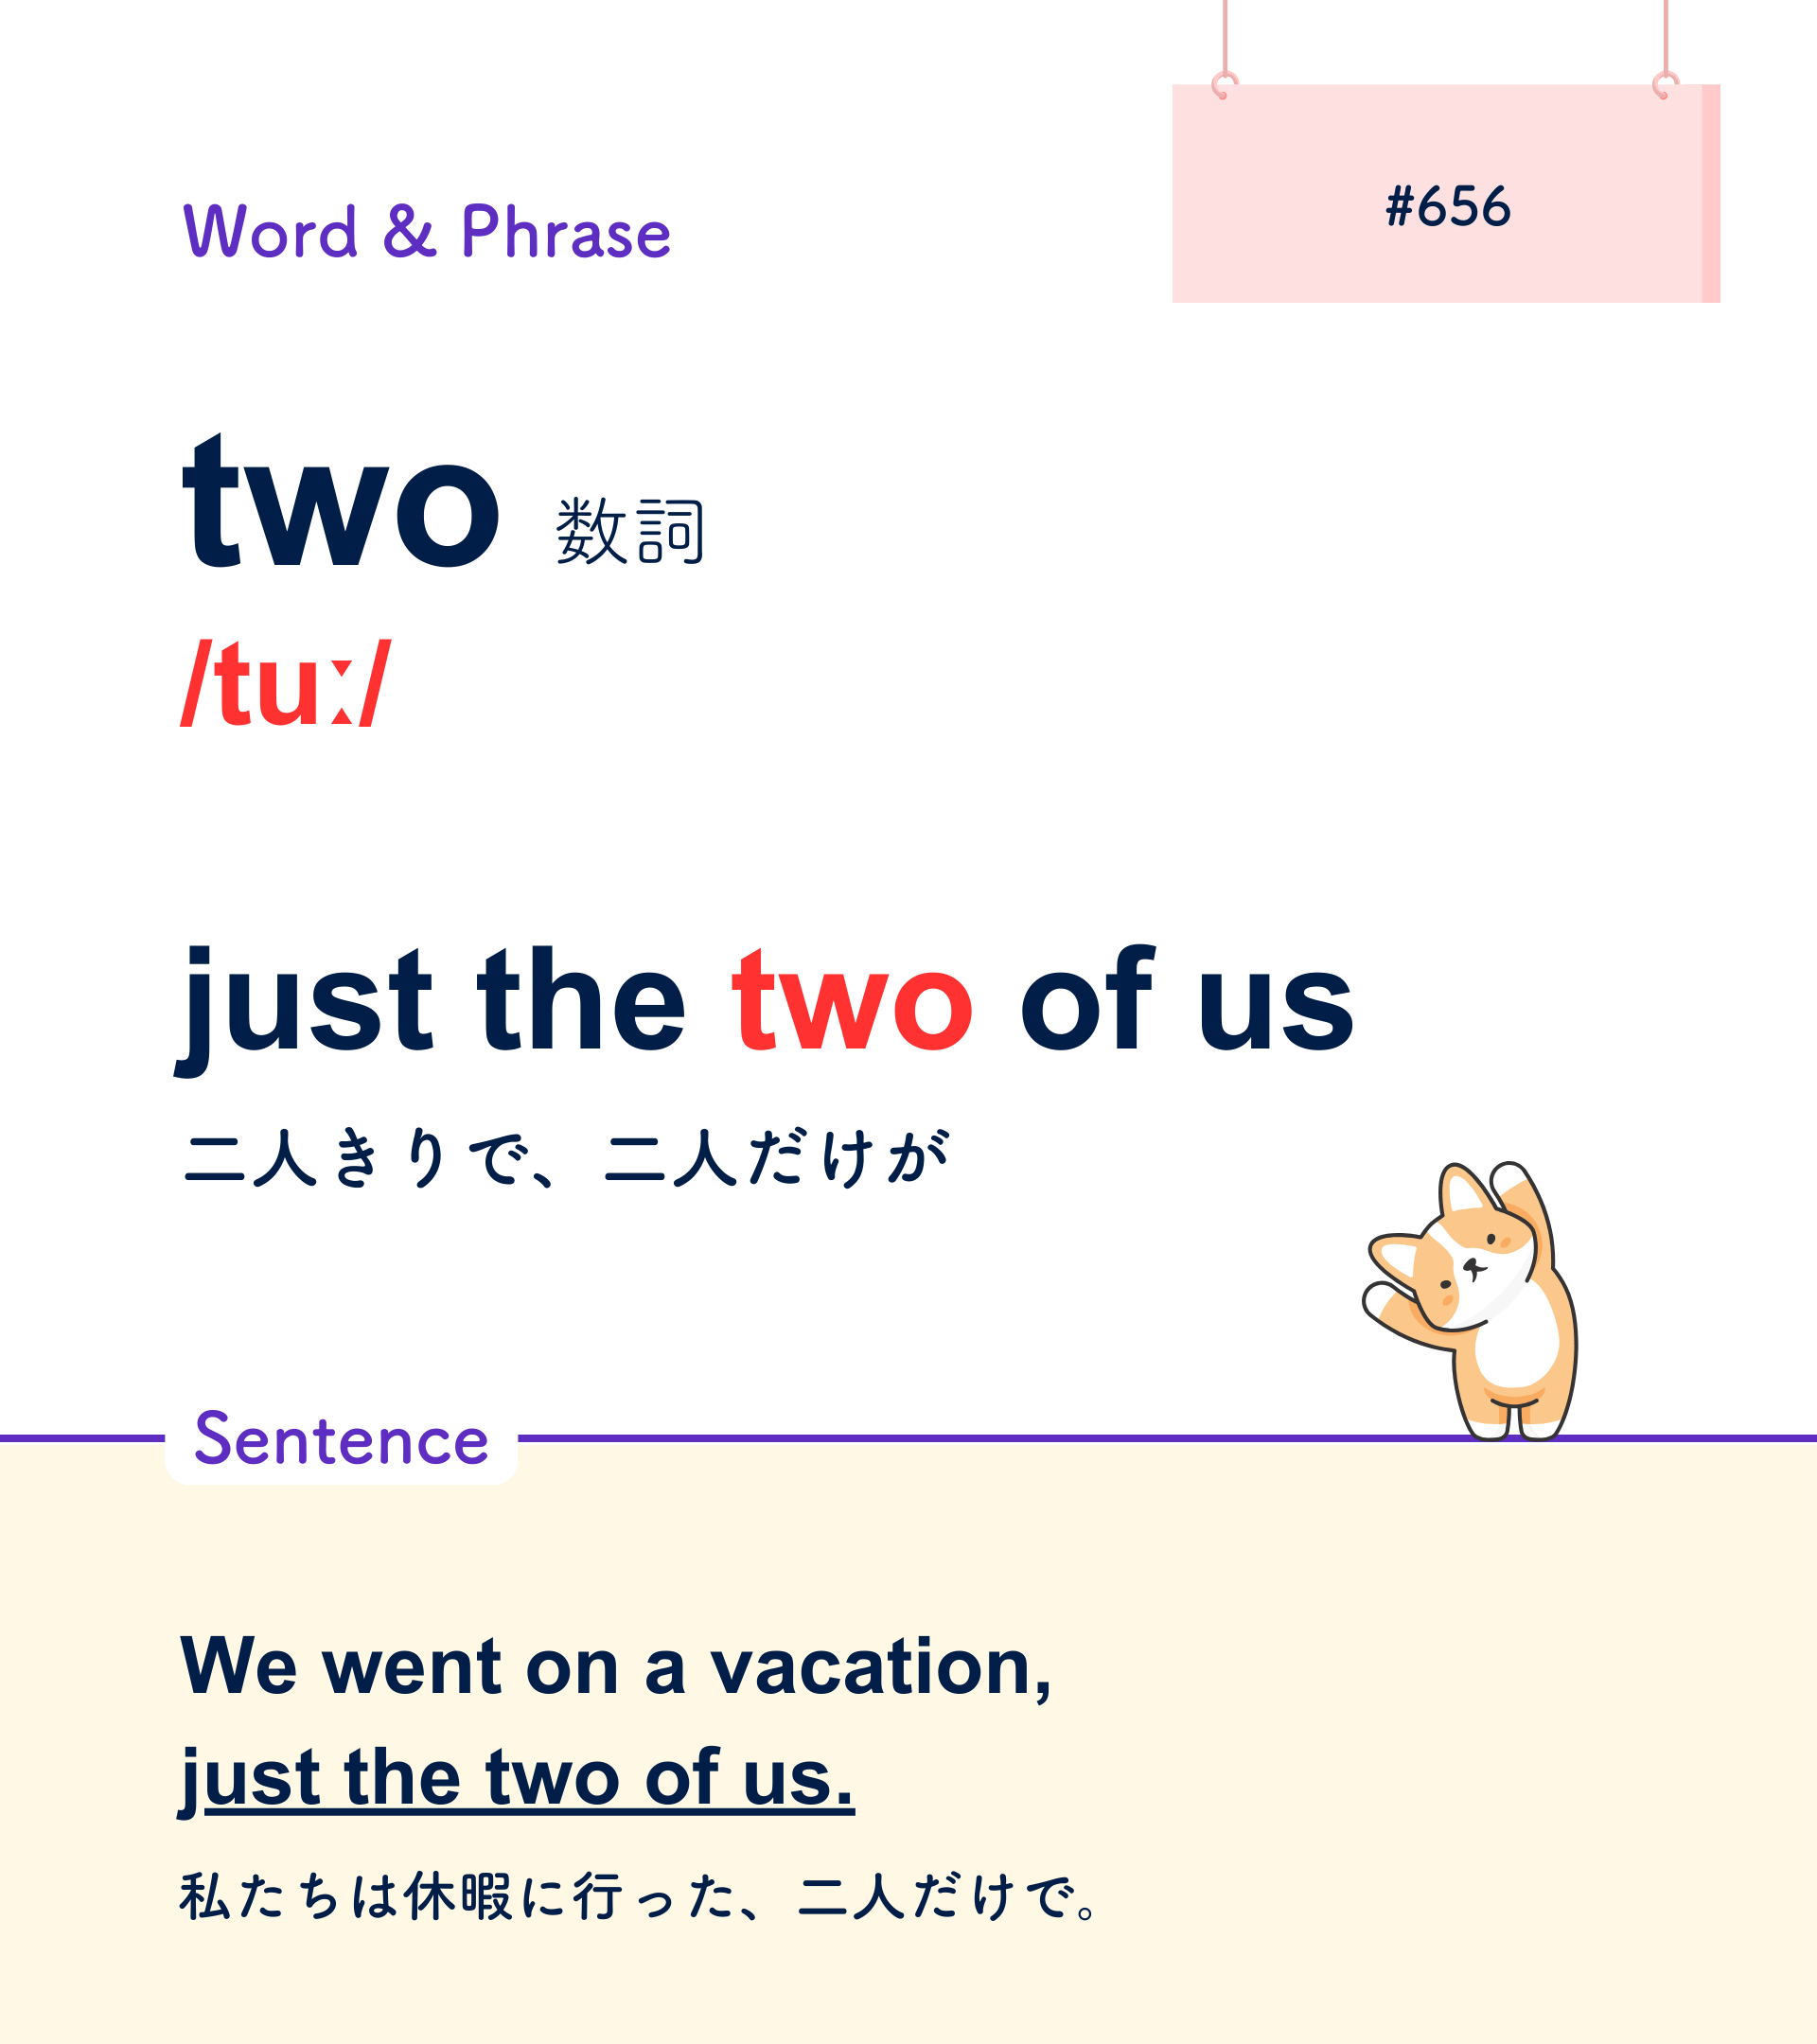 Word & Phrase
#656
two 数詞
/tuː/
just the two of us
二人きりで、二人だけが
Sentence
We went on a vacation,
just the two of us.
私たちは休暇に行った、二人だけで。